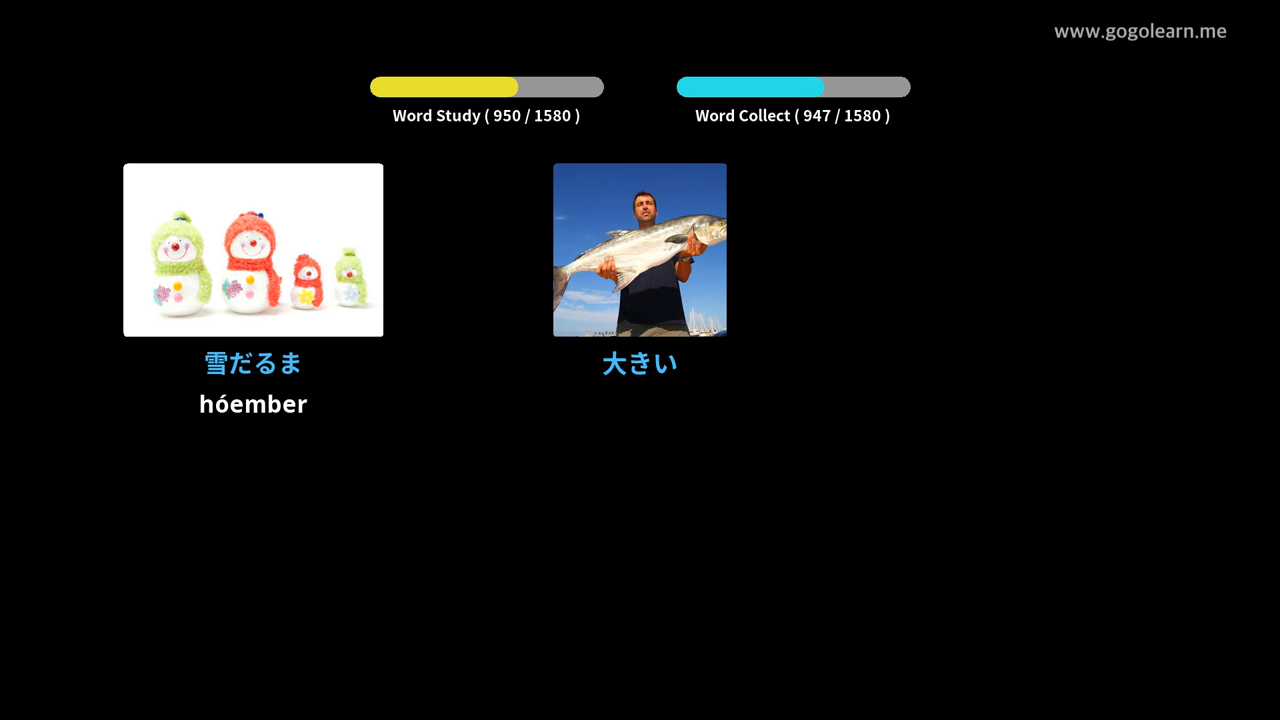 www.gogolearn.me
Word Study ( 950 / 1580 )
Word Collect ( 947 / 1580 )
雪だるま
大きい
hóember